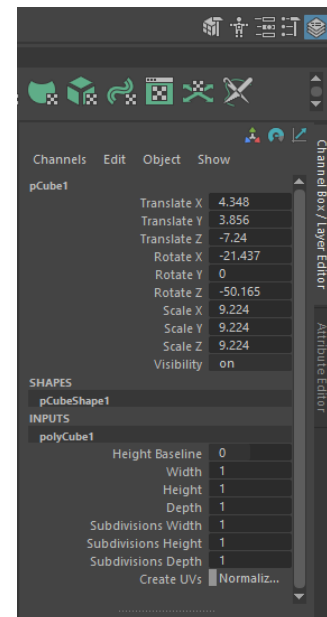 Channels Edit Object Show
pCube1
Translate X 4.348
Translate Y 3.856
Translate Z -7.24
Rotate X -21.437
Rotate Y 0
Rotate Z -50.165
Scale X 9.224
Scale Y 9.224
Scale Z 9.224
Visibility on
SHAPES
pCubeShape1
INPUTS
polyCube1
Height Baseline 0
Width 1
Height 1
Depth 1
Subdivisions Width 1
Subdivisions Height 1
Subdivisions Depth 1
Create UVs Normaliz...
Channel Box / Layer Editor
Attribute Editor